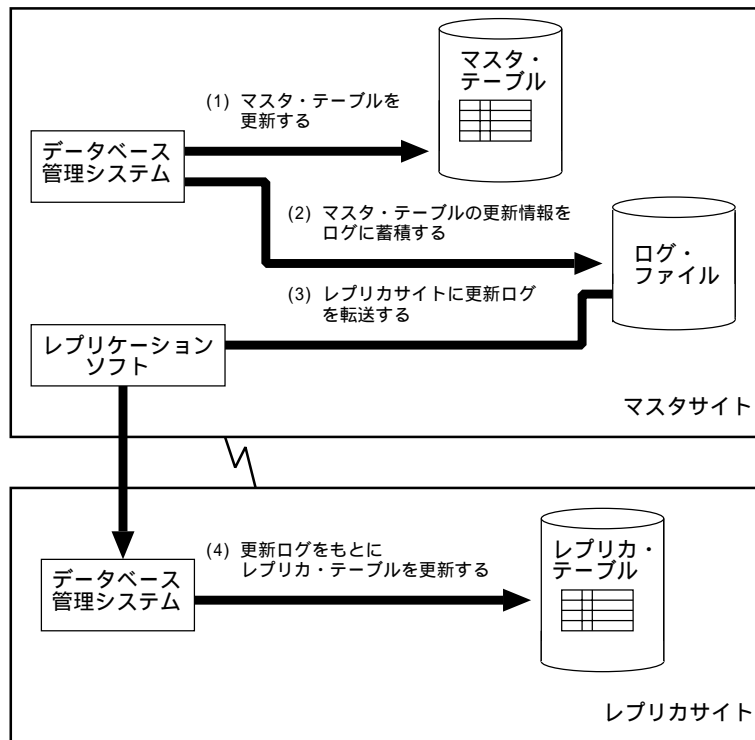 マスタ・
テーブル
(1) マスタ・テーブルを
更新する
データベース
管理システム
(2) マスタ・テーブルの更新情報を
ログに蓄積する
ログ・
ファイル
(3) レプリカサイトに更新ログ
を転送する
レプリケーション
ソフト
マスタサイト
(4) 更新ログをもとに
レプリカ・テーブルを更新する
レプリカ・
テーブル
データベース
管理システム
レプリカサイト